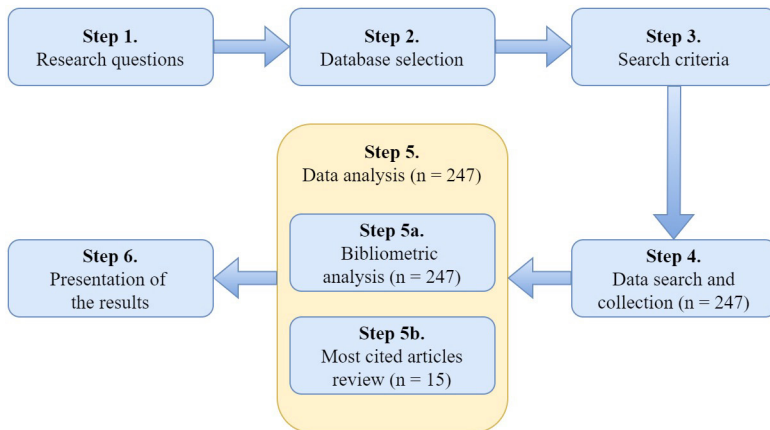 Step 1.
Research questions
Step 2.
Database selection
Step 3.
Search criteria
Step 4.
Data search and
collection (n = 247)
Step 5.
Data analysis (n = 247)
Step 5a.
Bibliometric
analysis (n = 247)
Step 5b.
Most cited articles
review (n = 15)
Step 6.
Presentation of
the results